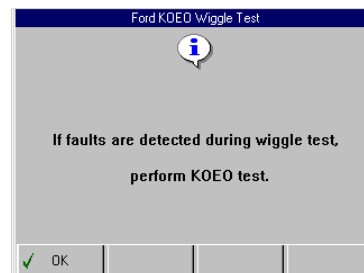 Ford KOEO Wiggle Test
If faults are detected during wiggle test,
perform KOEO test.
OK